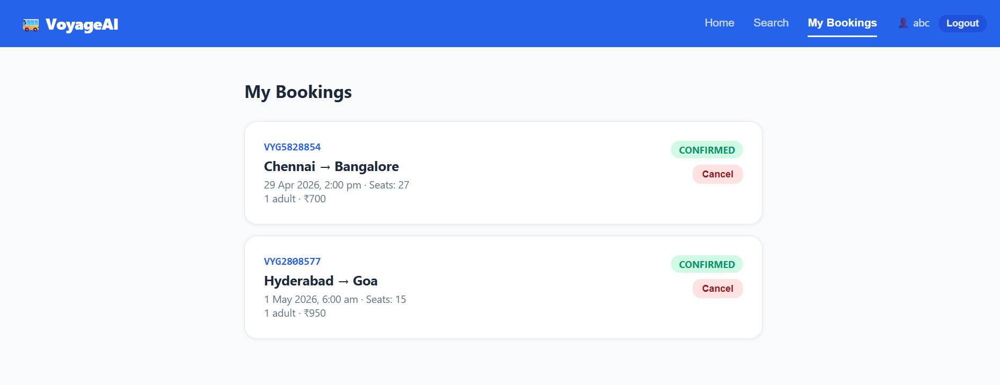 VoyageAI
Home
Search
My Bookings
abc
Logout
My Bookings
VYG5828854
CONFIRMED
Chennai → Bangalore
Cancel
29 Apr 2026, 2:00 pm · Seats: 27
1 adult · ₹700
VYG2808577
CONFIRMED
Hyderabad → Goa
Cancel
1 May 2026, 6:00 am · Seats: 15
1 adult · ₹950